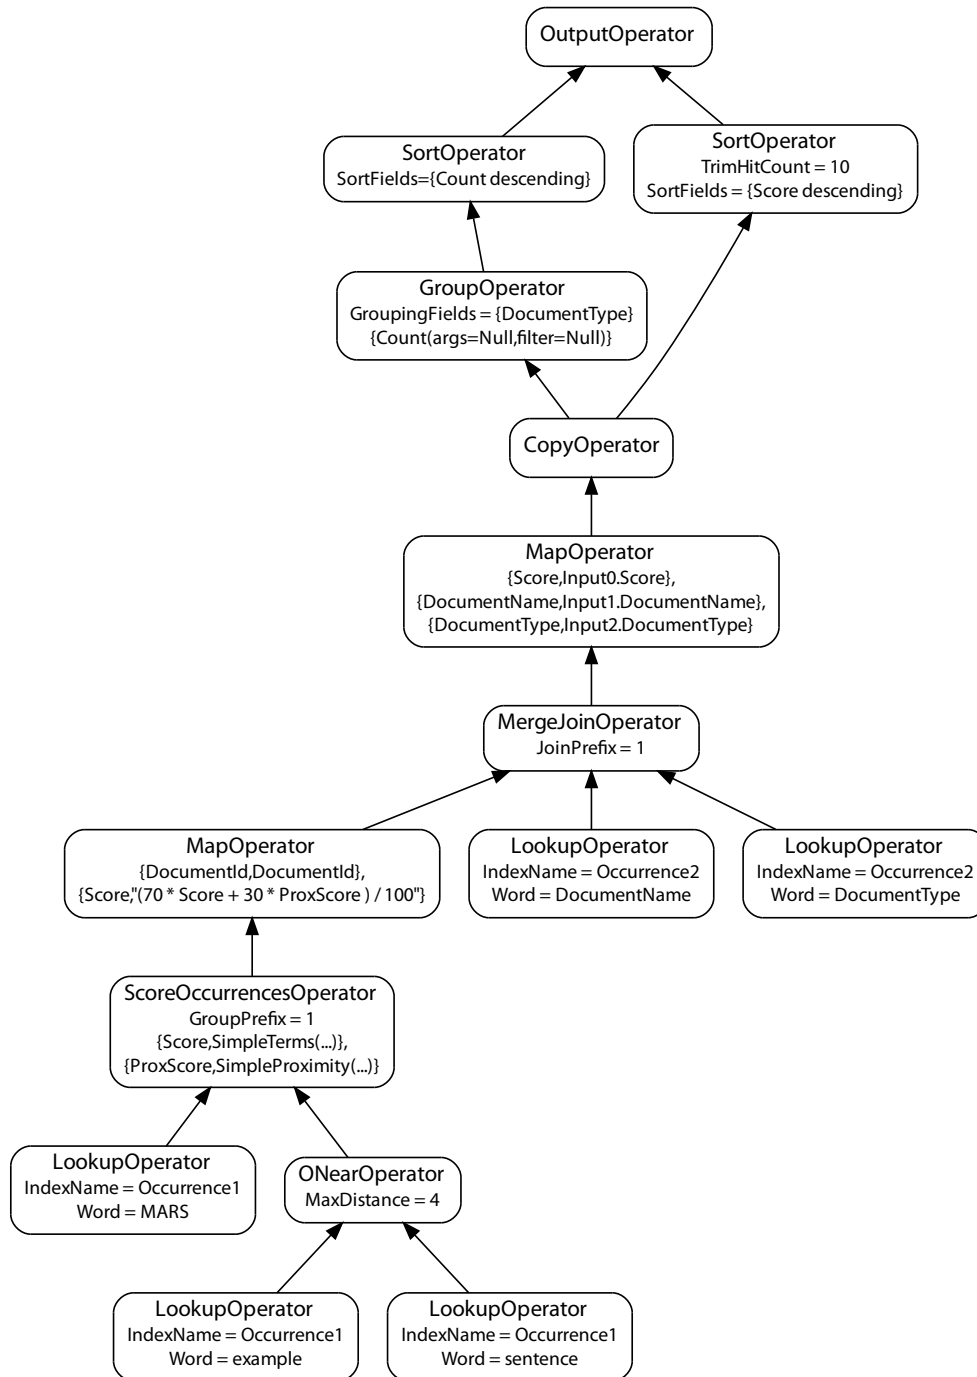 OutputOperator
SortOperator
SortFields={Count descending}
SortOperator
TrimHitCount = 10
SortFields = {Score descending}
GroupOperator
GroupingFields = {DocumentType}
{Count(args=Null,filter=Null)}
CopyOperator
MapOperator
{Score,Input0.Score},
{DocumentName,Input1.DocumentName},
{DocumentType,Input2.DocumentType}
MergeJoinOperator
JoinPrefix = 1
MapOperator
{DocumentId,DocumentId},
{Score,"(70 * Score + 30 * ProxScore ) / 100"}
LookupOperator
IndexName = Occurrence2
Word = DocumentName
LookupOperator
IndexName = Occurrence2
Word = DocumentType
ScoreOccurrencesOperator
GroupPrefix = 1
{Score,SimpleTerms(...)},
{ProxScore,SimpleProximity(...)}
LookupOperator
IndexName = Occurrence1
Word = MARS
ONearOperator
MaxDistance = 4
LookupOperator
IndexName = Occurrence1
Word = example
LookupOperator
IndexName = Occurrence1
Word = sentence